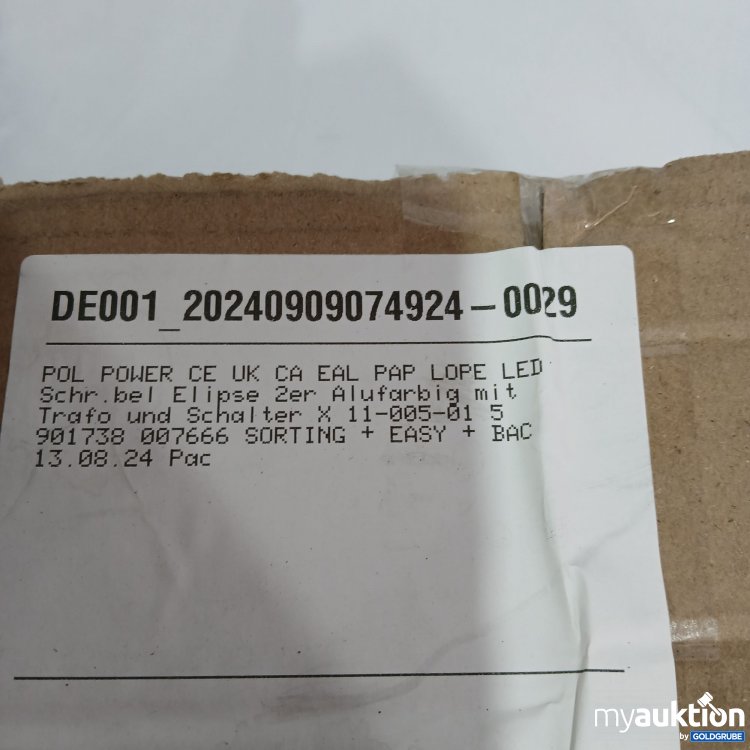 DE001_20240909074924-0029
POL POWER CE UK CA EAL PAP LOPE LED
Schr.bel Elipse 2er Alufarbig mit
Trafo und Schalter X 11-005-01 5
901738 007666 SORTING + EASY + BAC
13.08.24 Pac
myauktion
by GOLDGRUBE